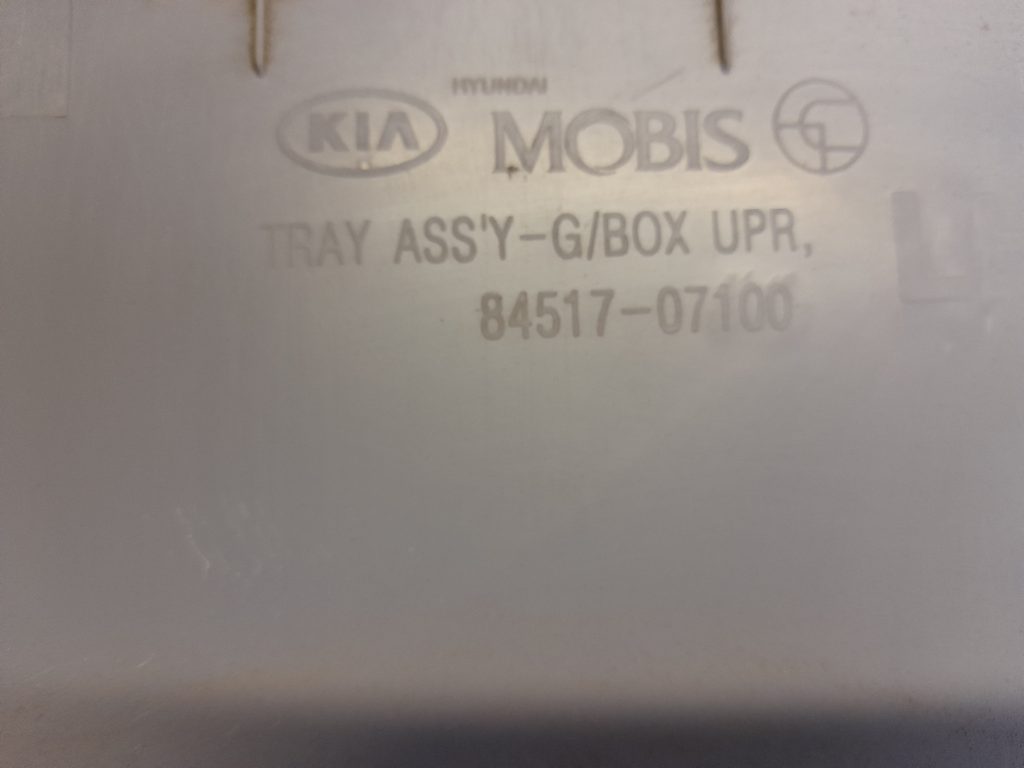 HYUNDAI
KIA MOBIS
TRAY ASS'Y-G/BOX UPR,
84517-07100